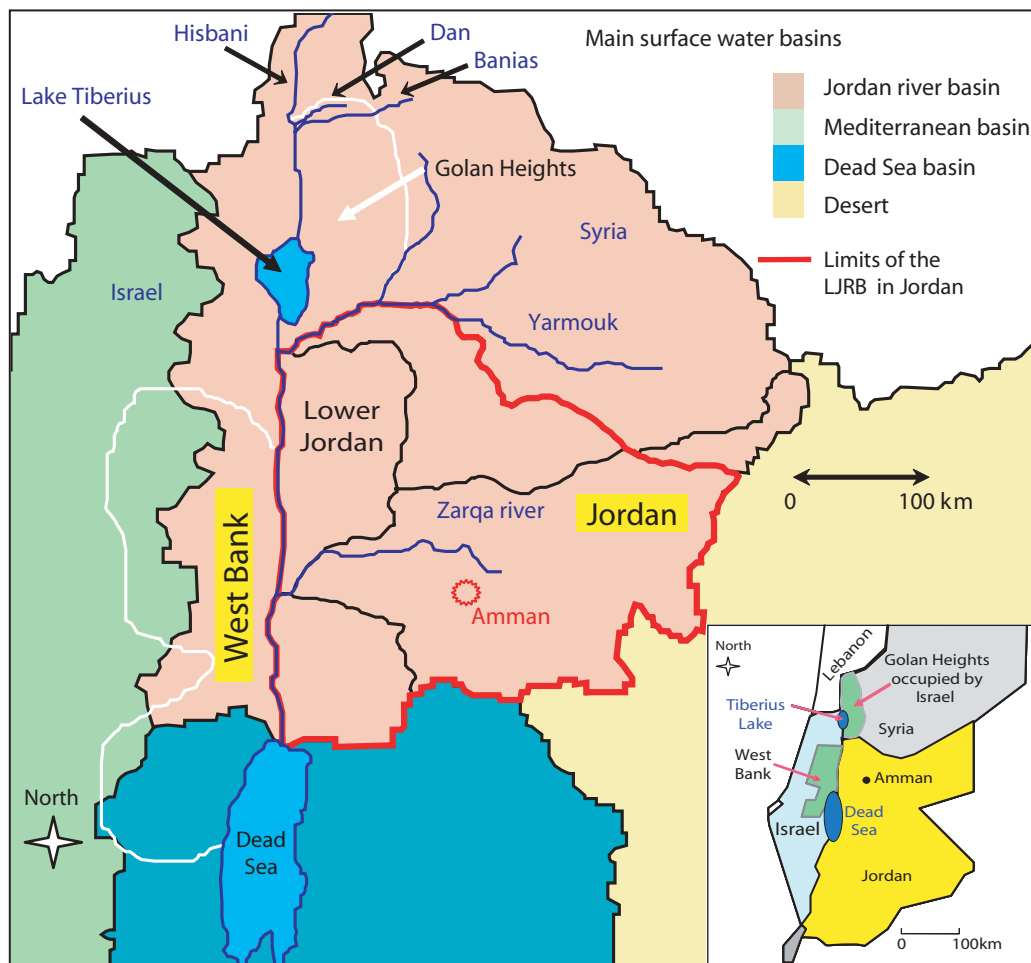 Hisbani
Dan
Banias
Main surface water basins
Lake Tiberius
Jordan river basin
Mediterranean basin
Dead Sea basin
Desert
Golan Heights
Syria
Limits of the
LJRB in Jordan
Israel
Yarmouk
Lower
Jordan
0
100 km
Zarqa river
Jordan
West Bank
Amman
North
Dead
Sea
North
Lebanon
Golan Heights
occupied by
Israel
Tiberius
Lake
Syria
West
Bank
Amman
Dead
Sea
Israel
Jordan
0
100km